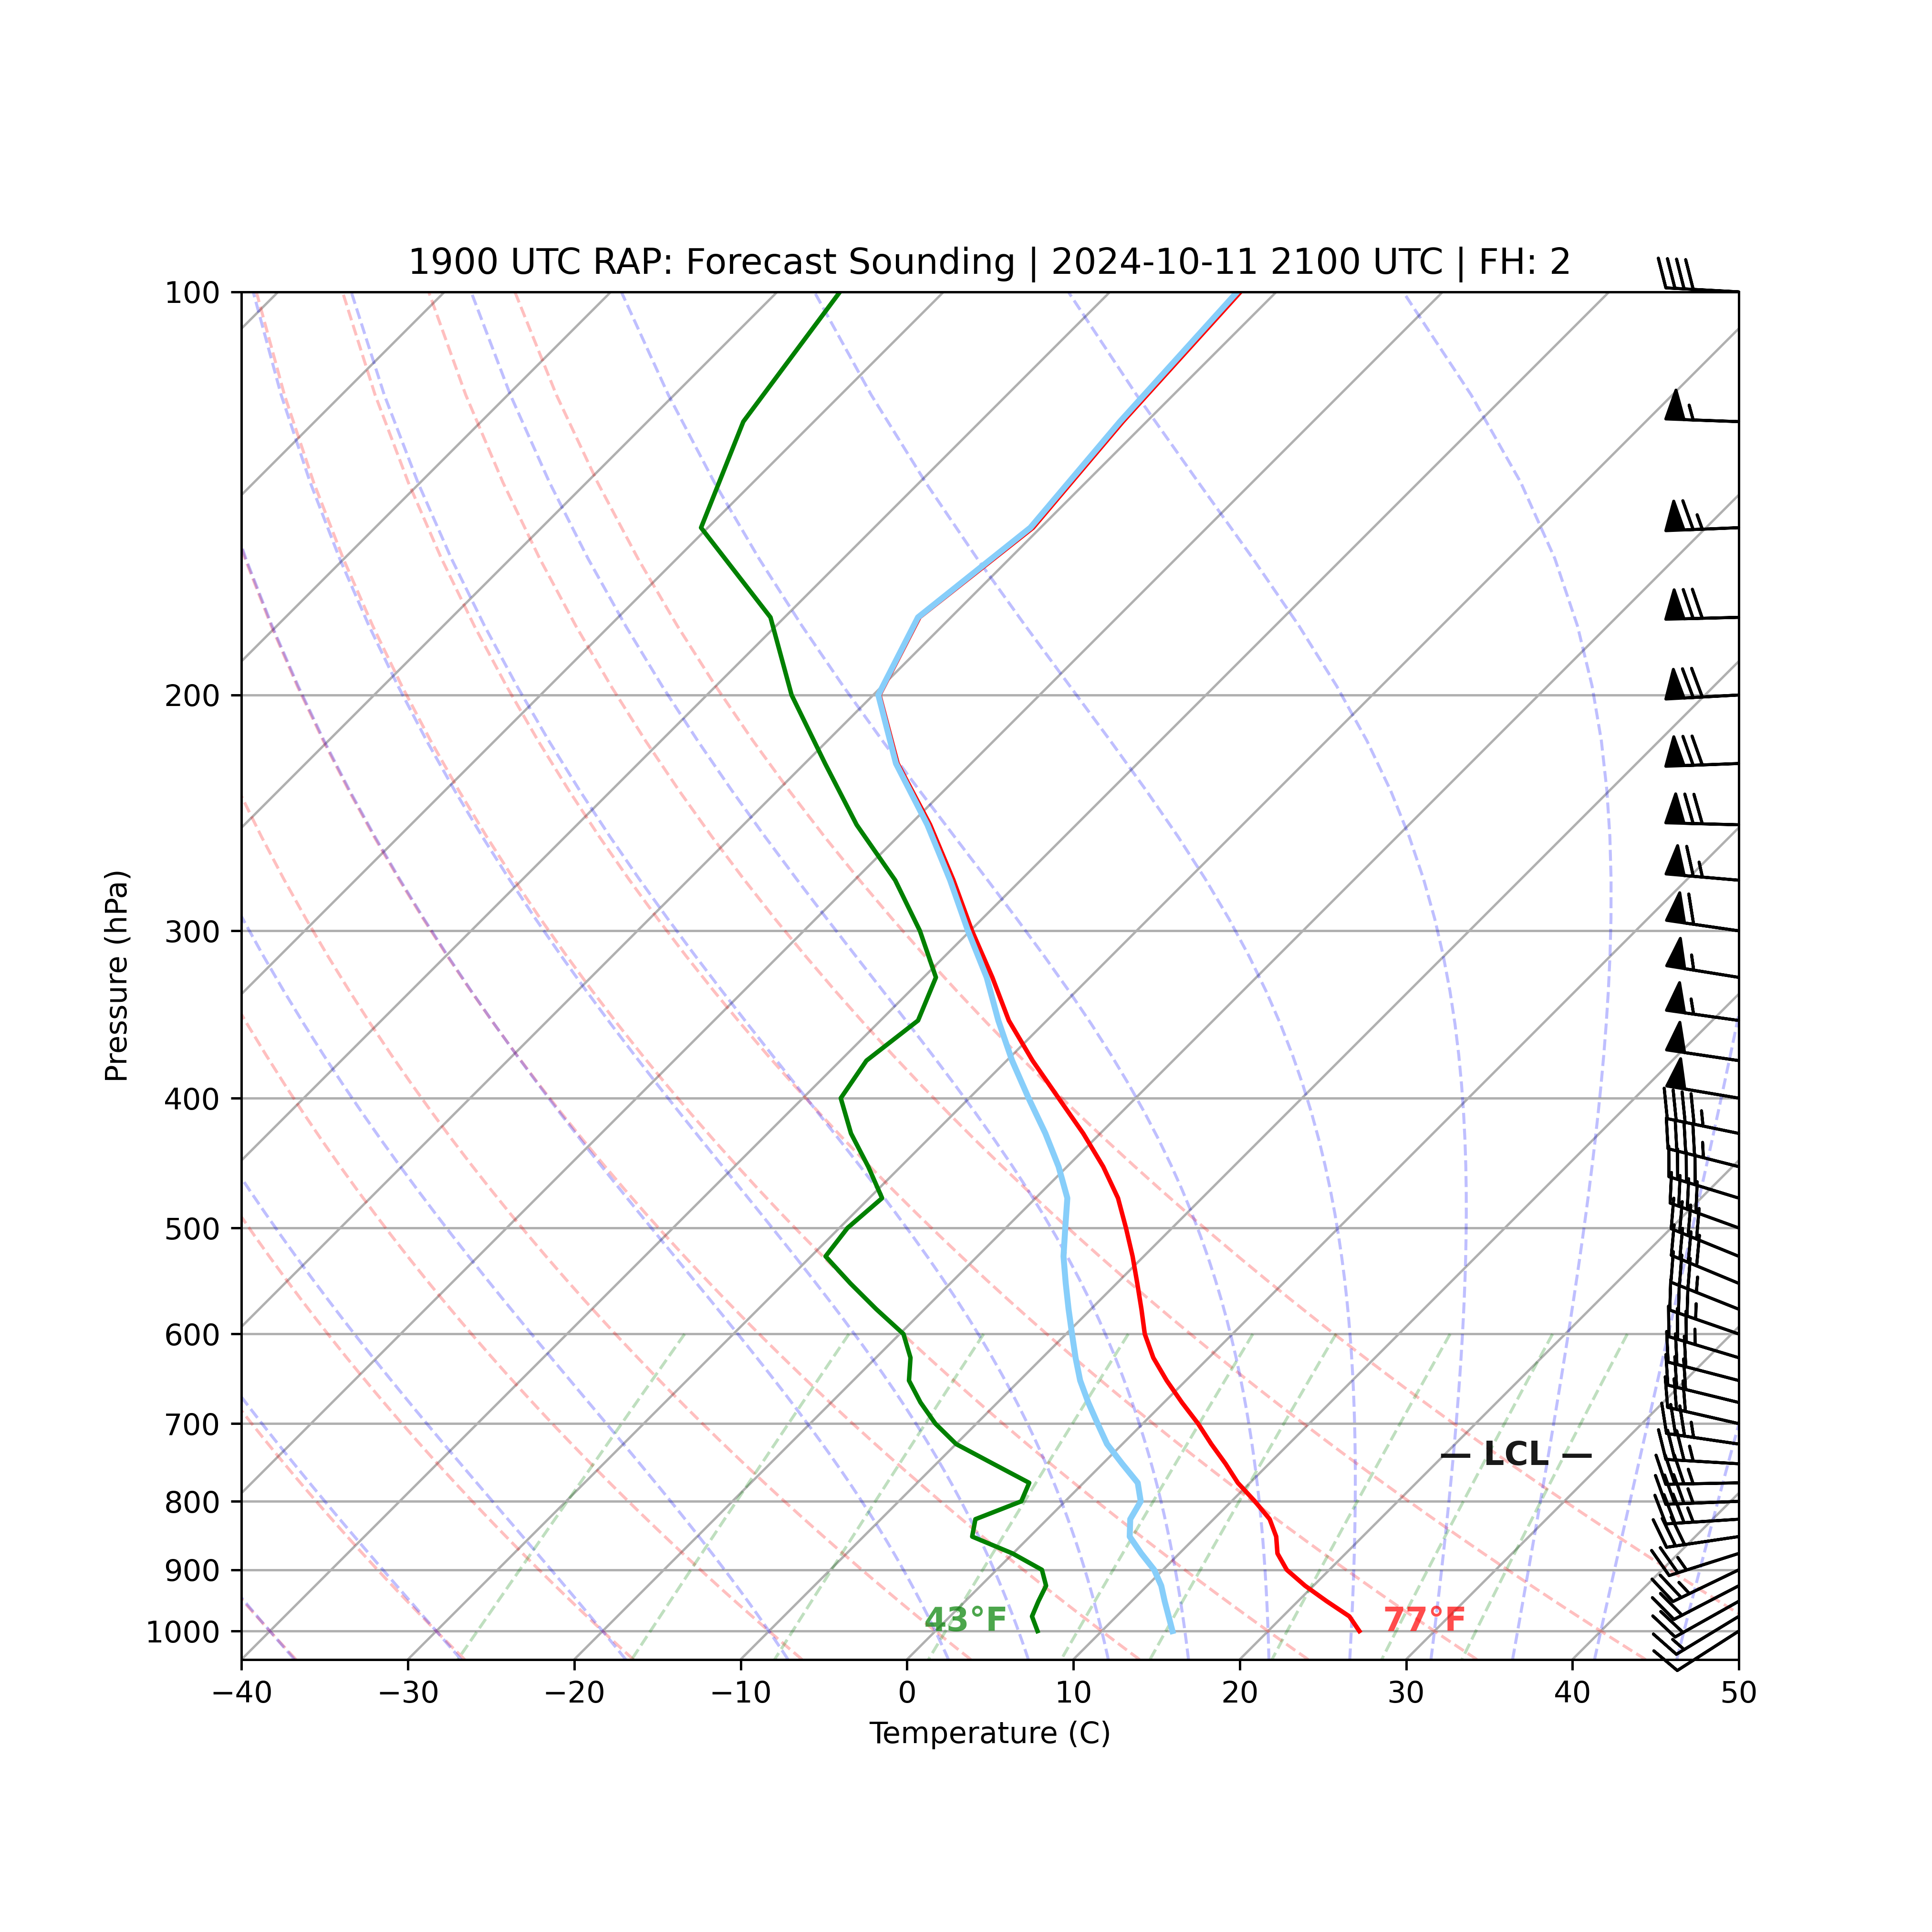 1900 UTC RAP: Forecast Sounding | 2024-10-11 2100 UTC | FH: 2
100
200
300
400
500
600
700
800
900
1000
Pressure (hPa)
— LCL —
43°F
77°F
−40 −30 −20 −10 0 10 20 30 40 50
Temperature (C)